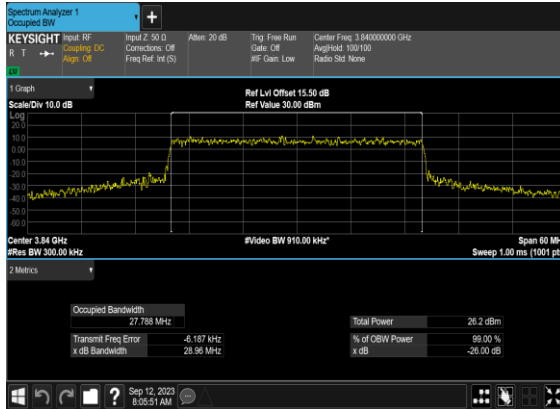 Spectrum Analyzer 1
Occupied BW
KEYSIGHT Input: RF Input Z: 50 Ω Atten: 20 dB Trig: Free Run Center Freq: 3.840000000 GHz
R T Coupling: DC Corrections: Off Gate: Off Avg|Hold: 100/100
Align: Off Freq Ref: Int (S) #IF Gain: Low Radio Std: None
LV
1 Graph
Ref Lvl Offset 15.50 dB
Scale/Div 10.0 dB Ref Value 30.00 dBm
Log
20.0
10.0
0.00
-10.0
-20.0
-30.0
-40.0
-50.0
-60.0
Center 3.84 GHz #Video BW 910.00 kHz* Span 60 MH
#Res BW 300.00 kHz Sweep 1.00 ms (1001 pt
2 Metrics
Occupied Bandwidth
27.788 MHz Total Power 26.2 dBm
Transmit Freq Error -6.187 kHz % of OBW Power 99.00 %
x dB Bandwidth 28.96 MHz x dB -26.00 dB
? Sep 12, 2023
8:05:51 AM